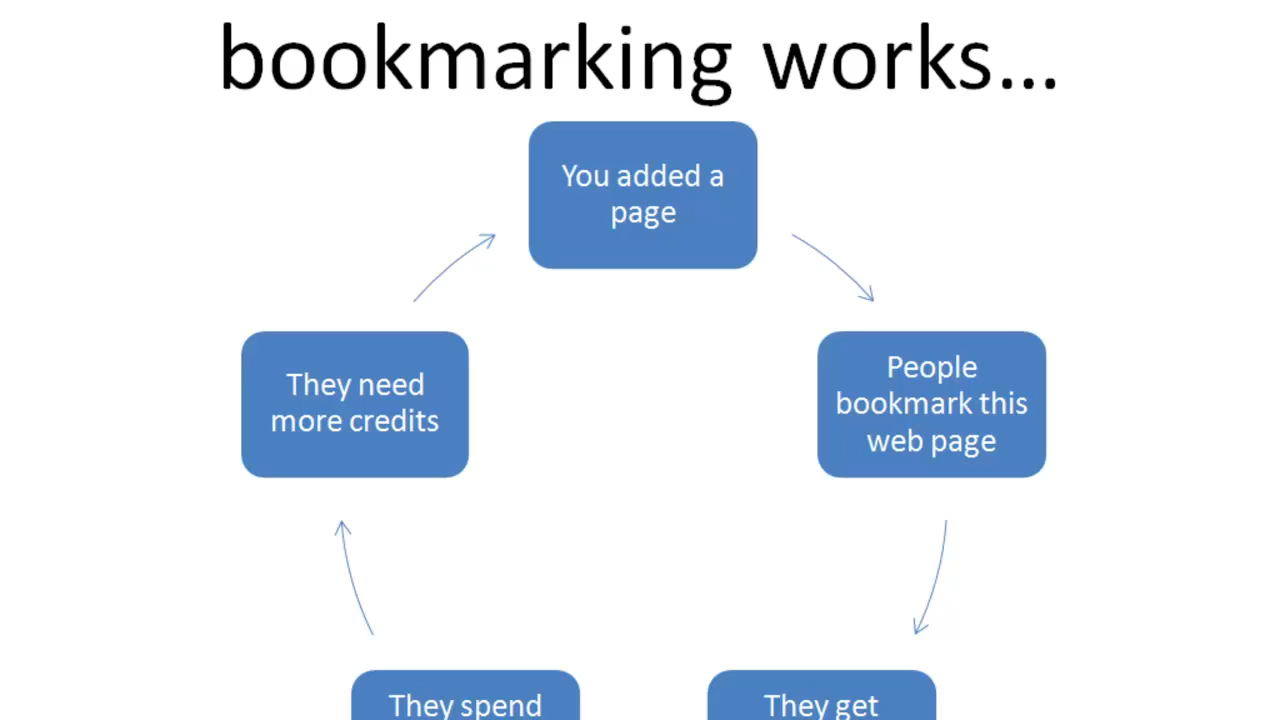 bookmarking works...
You added a
page
People
bookmark this
web page
They get
They spend
They need
more credits